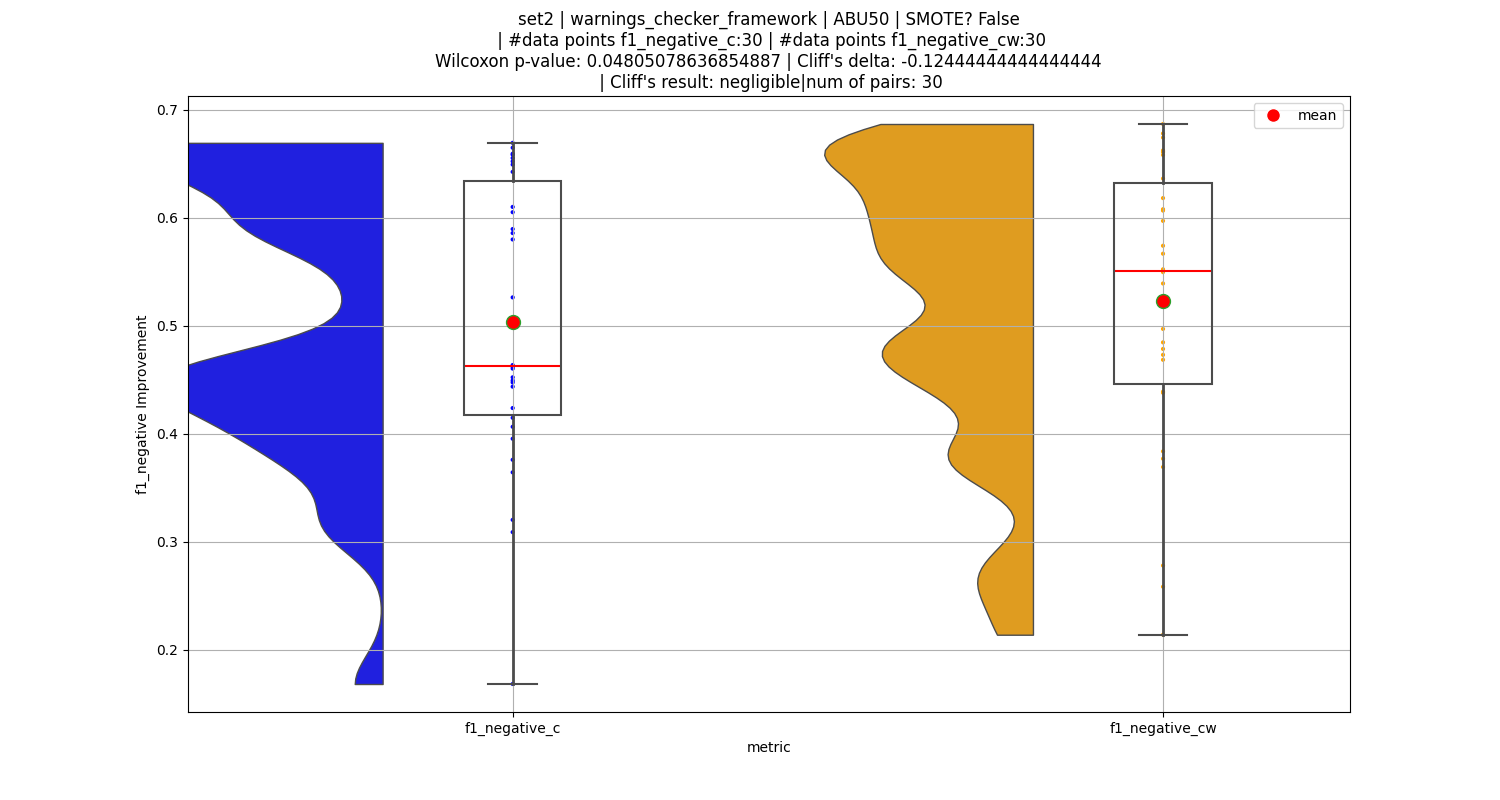 set2 | warnings_checker_framework | ABU50 | SMOTE? False
| #data points f1_negative_c:30 | #data points f1_negative_cw:30
Wilcoxon p-value: 0.04805078636854887 | Cliff's delta: -0.12444444444444444
| Cliff's result: negligible|num of pairs: 30
mean
0.7
0.6
0.5
0.4
0.3
0.2
f1_negative Improvement
f1_negative_c
f1_negative_cw
metric